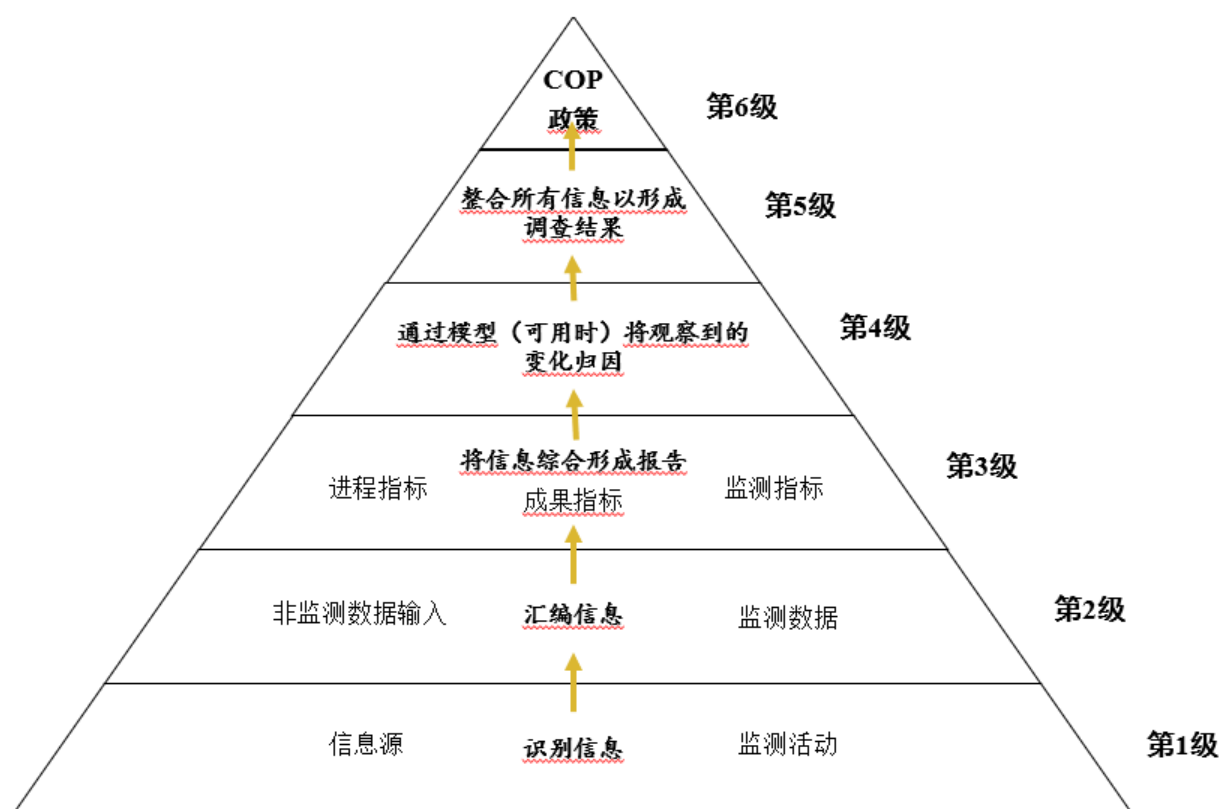 COP
政策
第6级
整合所有信息以形成
调查结果
第5级
通过模型（可用时）将观察到的
变化归因
第4级
将信息综合形成报告
进程指标
成果指标
监测指标
第3级
非监测数据输入
汇编信息
监测数据
第2级
信息源
识别信息
监测活动
第1级